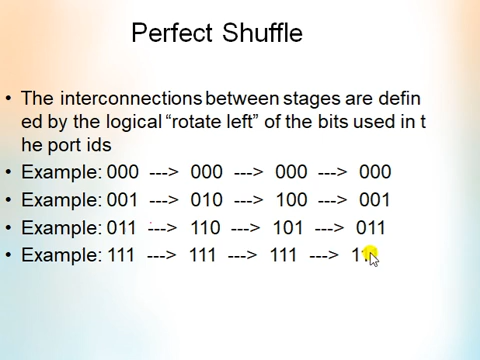 Perfect Shuffle
• The interconnections between stages are defin
ed by the logical “rotate left” of the bits used in t
he port ids
• Example: 000 ---> 000 ---> 000 ---> 000
• Example: 001 ---> 010 ---> 100 ---> 001
• Example: 011 ---> 110 ---> 101 ---> 011
• Example: 111 ---> 111 ---> 111 --->